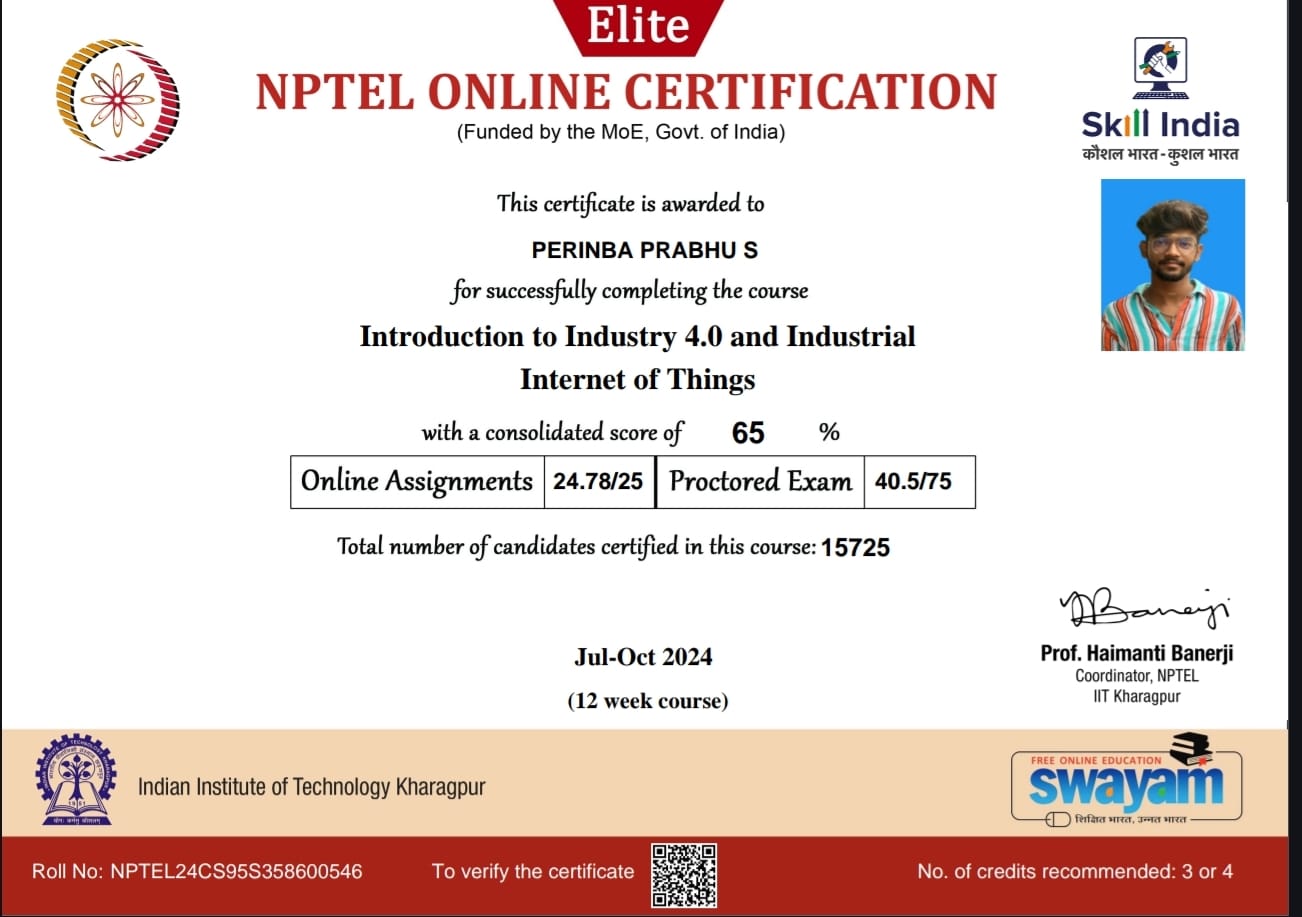 Elite
NPTEL ONLINE CERTIFICATION
(Funded by the MoE, Govt. of India)
Skill India
कौशल भारत - कुशल भारत
This certificate is awarded to
PERINBA PRABHU S
for successfully completing the course
Introduction to Industry 4.0 and Industrial
Internet of Things
with a consolidated score of 65 %
Online Assignments 24.78/25 Proctored Exam 40.5/75
Total number of candidates certified in this course: 15725
Jul-Oct 2024
(12 week course)
Prof. Haimanti Banerji
Coordinator, NPTEL
IIT Kharagpur
Indian Institute of Technology Kharagpur
FREE ONLINE EDUCATION
swayam
शिक्षित भारत, उन्नत भारत
Roll No: NPTEL24CS95S358600546
To verify the certificate
No. of credits recommended: 3 or 4